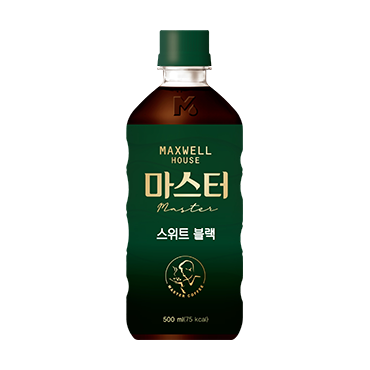 M
MAXWELL
HOUSE
마스터
Master
스위트 블랙
MASTER COFFEE
500 ml(75 kcal)